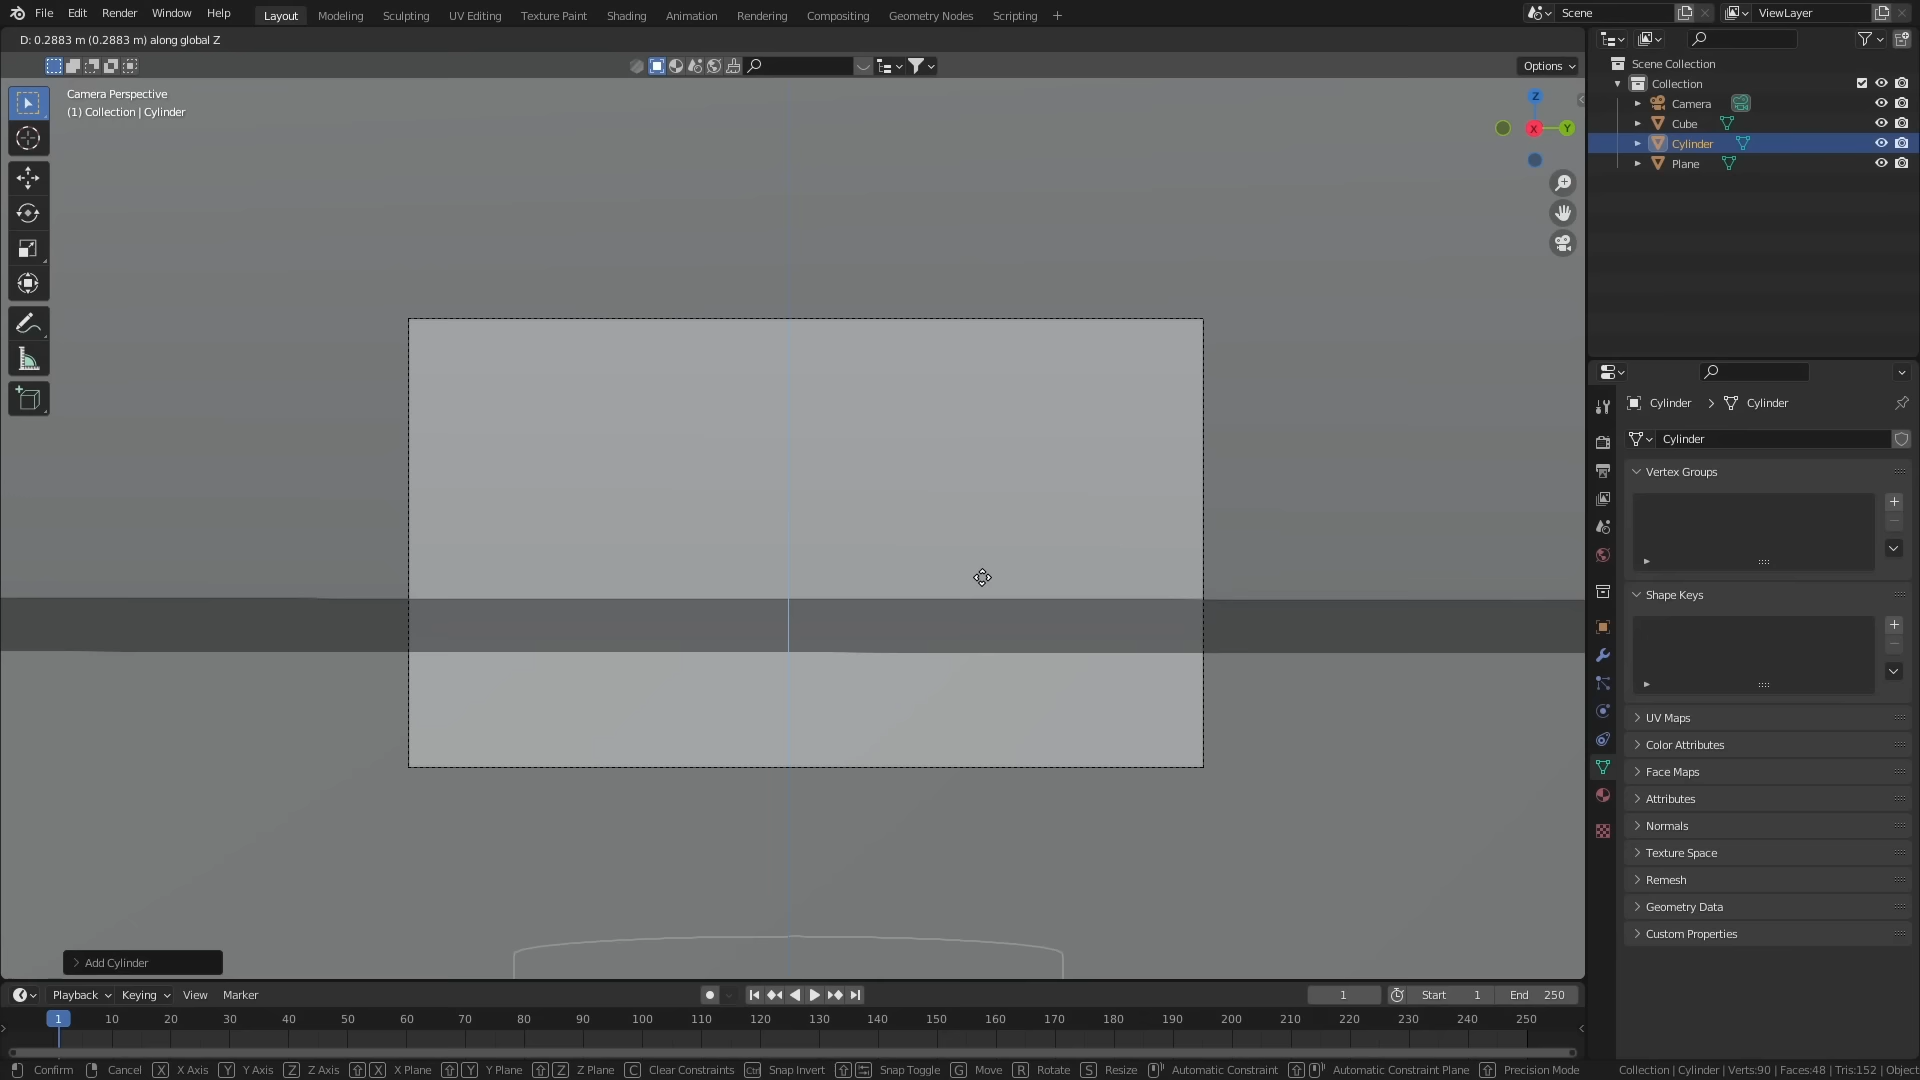 File Edit Render Window Help Layout Modeling Sculpting UV Editing Texture Paint Shading Animation Rendering Compositing Geometry Nodes Scripting + Scene ViewLayer
D: 0.2883 m (0.2883 m) along global Z
Options
Camera Perspective
(1) Collection | Cylinder
Z
X
Y
Scene Collection
Collection
Camera
Cube
Cylinder
Plane
Cylinder > Cylinder
Cylinder
Vertex Groups
Shape Keys
UV Maps
Color Attributes
Face Maps
Attributes
Normals
Texture Space
Remesh
Geometry Data
Custom Properties
> Add Cylinder
Playback Keying View Marker 1 Start 1 End 250
1 10 20 30 40 50 60 70 80 90 100 110 120 130 140 150 160 170 180 190 200 210 220 230 240 250
Confirm Cancel X X Axis Y Y Axis Z Z Axis X X Plane Y Y Plane Z Z Plane C Clear Constraints Ctrl Snap Invert Snap Toggle G Move R Rotate S Resize Automatic Constraint Automatic Constraint Plane Precision Mode Collection | Cylinder | Verts:90 | Faces:48 | Tris:152 | Object